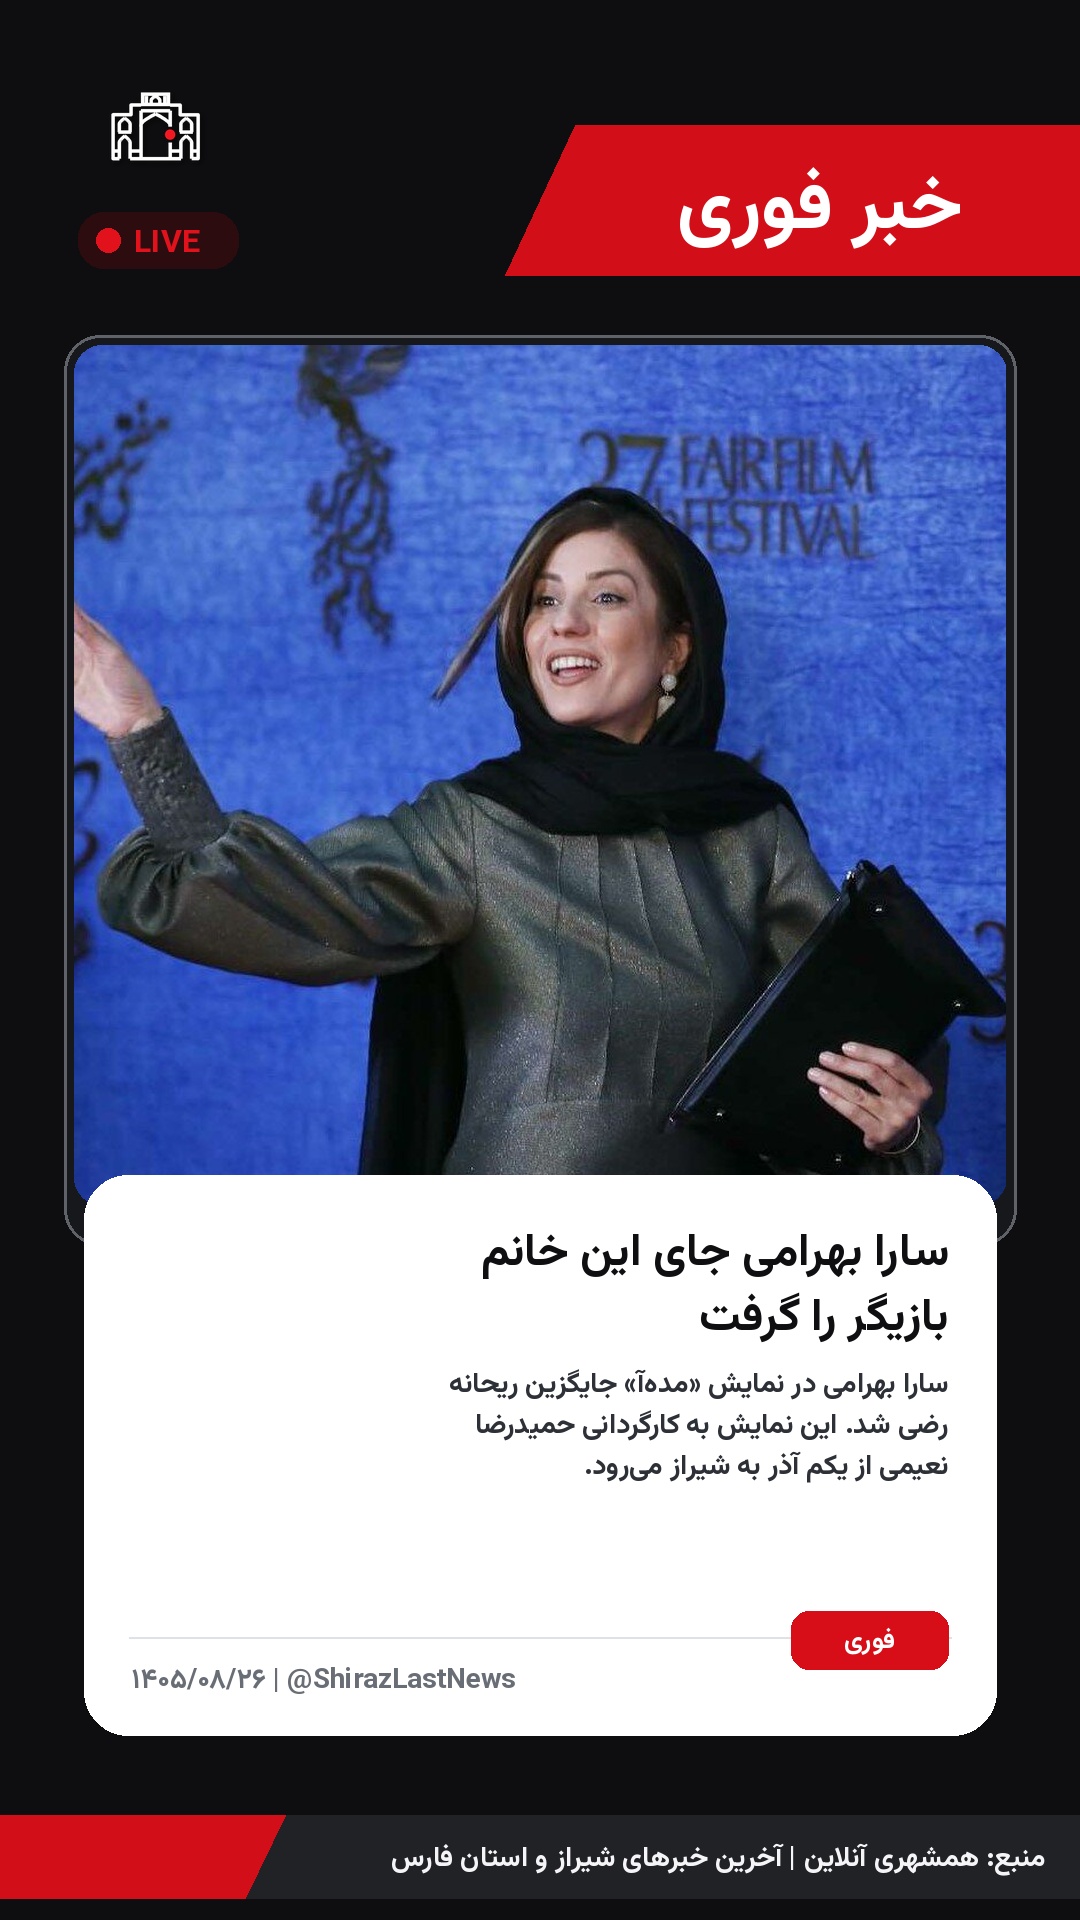 LIVE
خبر فوری
27 FAJR FILM
FESTIVAL
سارا بهرامی جای این خانم
بازیگر را گرفت
سارا بهرامی در نمایش «مده‌آ» جایگزین ریحانه
رضی شد. این نمایش به کارگردانی حمیدرضا
نعیمی از یکم آذر به شیراز می‌رود.
فوری
۱۴۰۵/۰۸/۲۶ | @ShirazLastNews
منبع: همشهری آنلاین | آخرین خبرهای شیراز و استان فارس